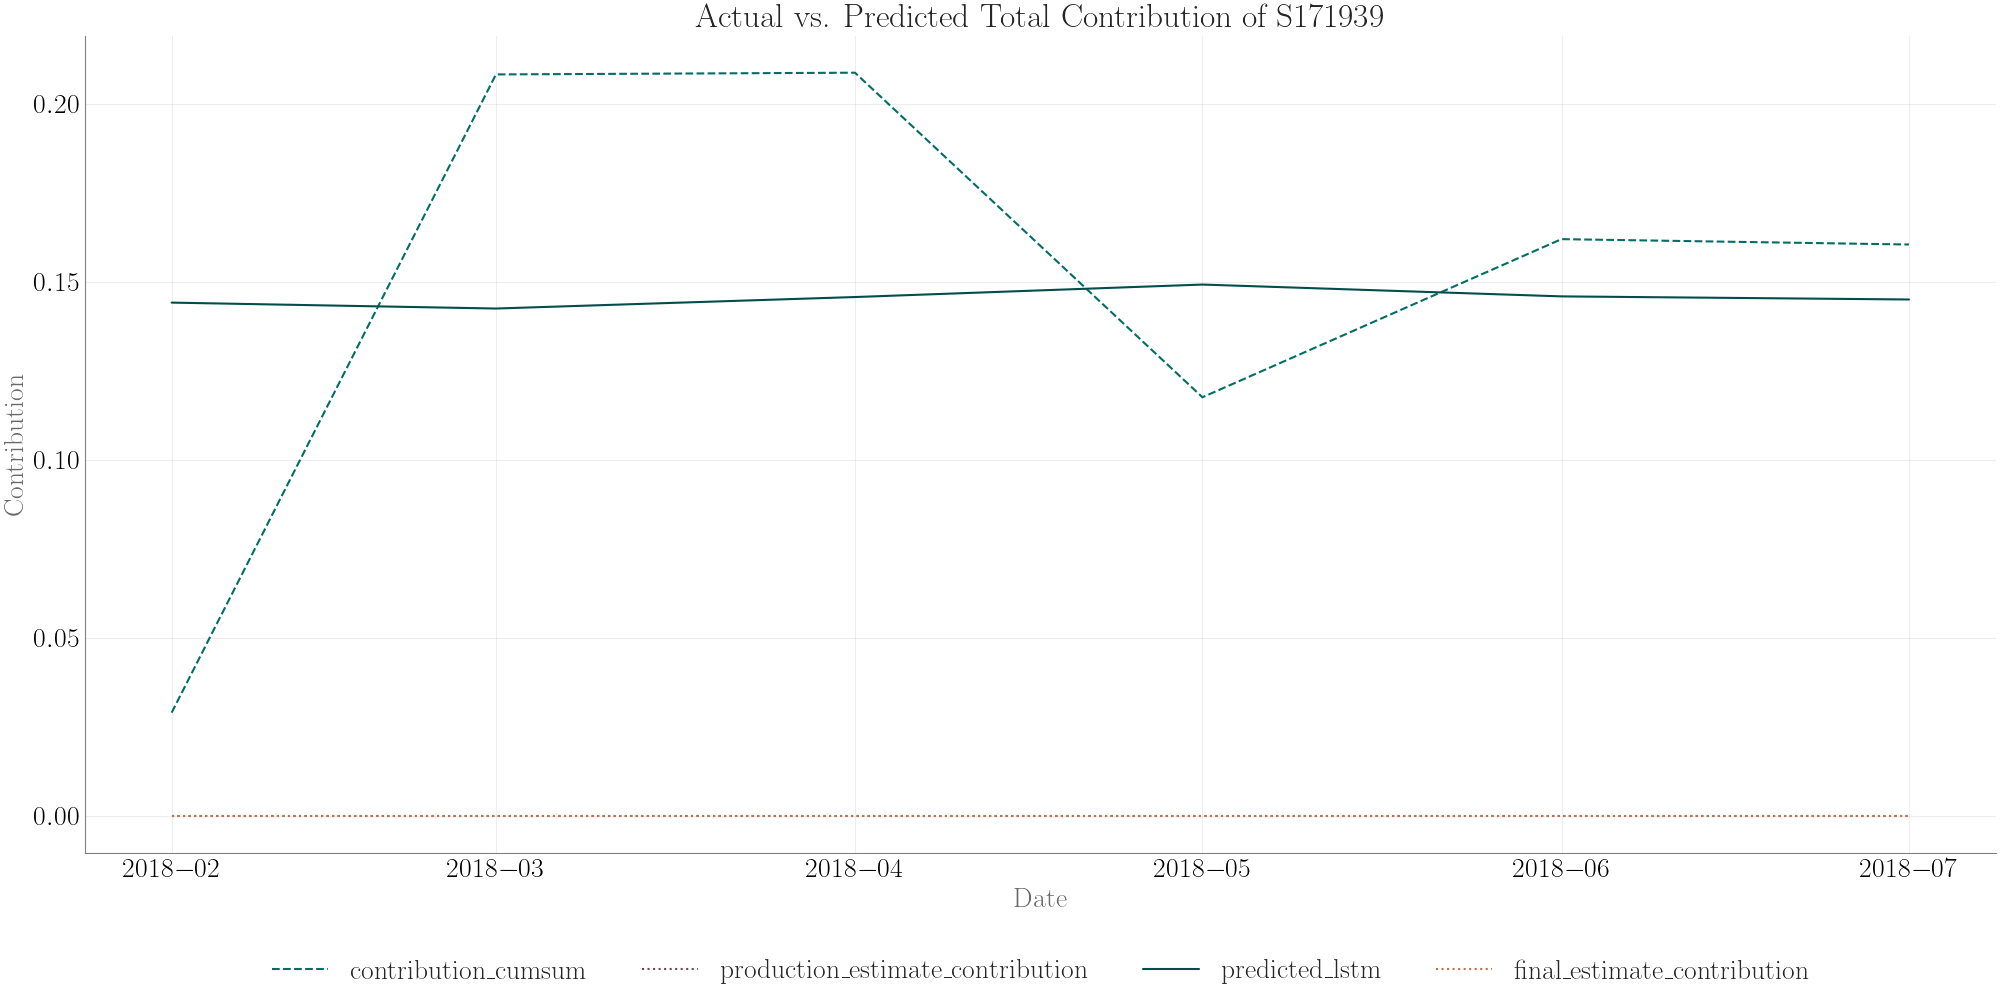 Actual vs. Predicted Total Contribution of S171939
Contribution
0.20
0.15
0.10
0.05
0.00
2018−02 2018−03 2018−04 2018−05 2018−06 2018−07
Date
contribution_cumsum production_estimate_contribution predicted_lstm final_estimate_contribution